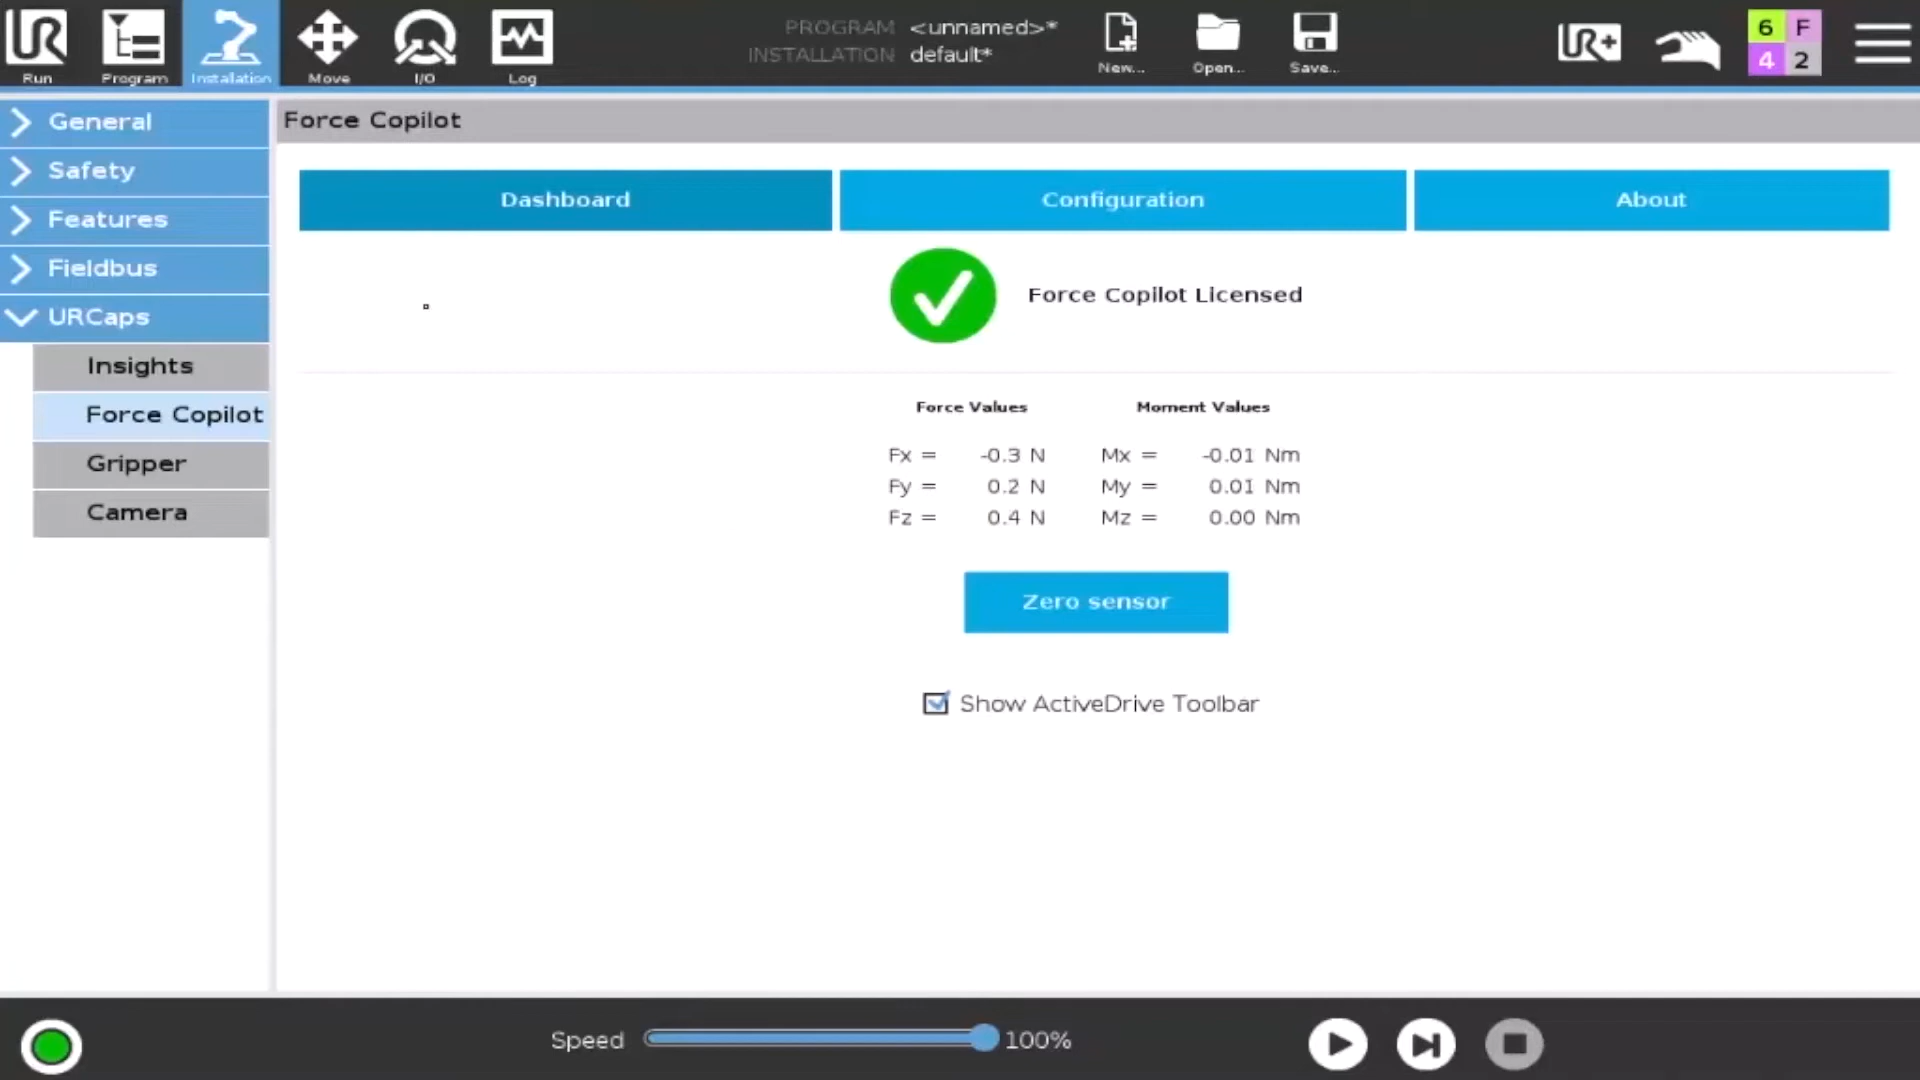 Run
Program
Installation
Move
I/O
Log
PROGRAM <unnamed>*
INSTALLATION default*
New...
Open...
Save...
UR+
6 F
4 2
General
Safety
Features
Fieldbus
URCaps
Insights
Force Copilot
Gripper
Camera
Force Copilot
Dashboard
Configuration
About
Force Copilot Licensed
Force Values Moment Values
Fx = -0.3 N Mx = -0.01 Nm
Fy = 0.2 N My = 0.01 Nm
Fz = 0.4 N Mz = 0.00 Nm
Zero sensor
Show ActiveDrive Toolbar
Speed 100%